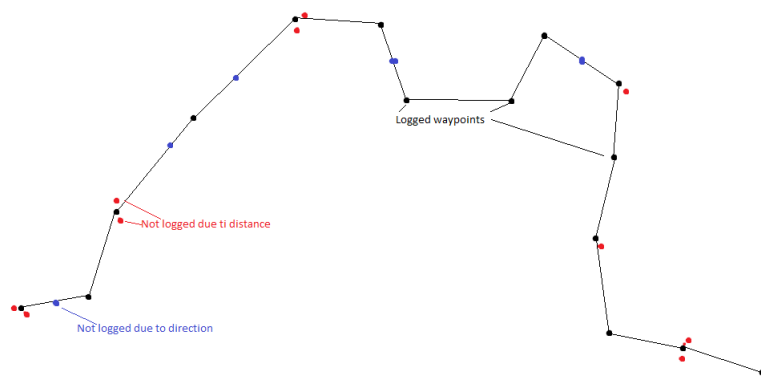 Logged waypoints
Not logged due ti distance
Not logged due to direction